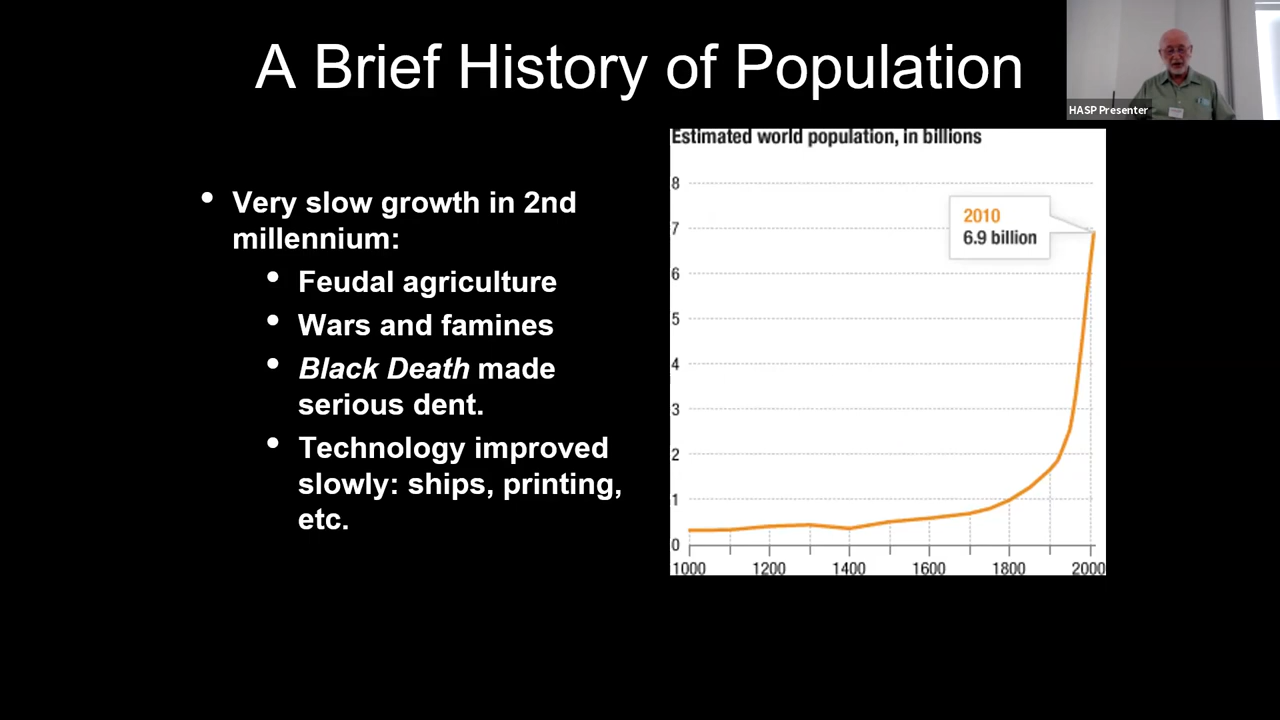 A Brief History of Population
HASP Presenter
• Very slow growth in 2nd
millennium:
• Feudal agriculture
• Wars and famines
• Black Death made
serious dent.
• Technology improved
slowly: ships, printing,
etc.
Estimated world population, in billions
8
7
6
5
4
3
2
1
0
2010
6.9 billion
1000 1200 1400 1600 1800 2000